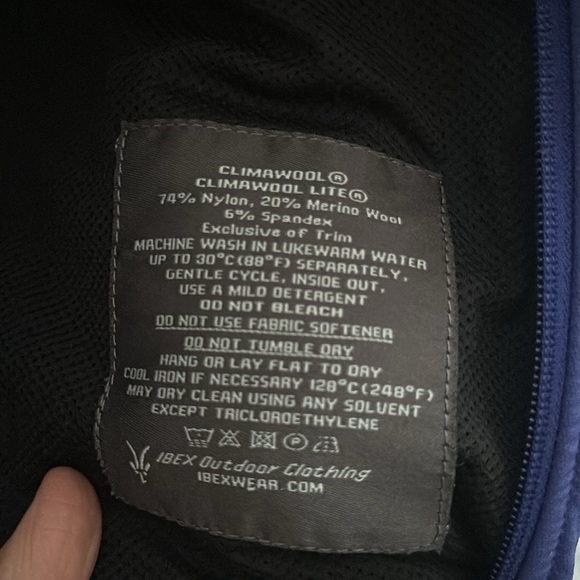 CLIMAWOOL®
CLIMAWOOL LITE®
74% Nylon, 20% Merino Wool
6% Spandex
Exclusive of Trim
MACHINE WASH IN LUKEWARM WATER
UP TO 30°C(88°F) SEPARATELY,
GENTLE CYCLE, INSIDE OUT,
USE A MILD DETERGENT
DO NOT BLEACH
DO NOT USE FABRIC SOFTENER
DO NOT TUMBLE DRY
HANG OR LAY FLAT TO DAY
COOL IRON IF NECESSARY 128°C(248°F)
MAY DRY CLEAN USING ANY SOLVENT
EXCEPT TRICLOROETHYLENE
P
IBEX Outdoor Clothing
IBEXWEAR.COM